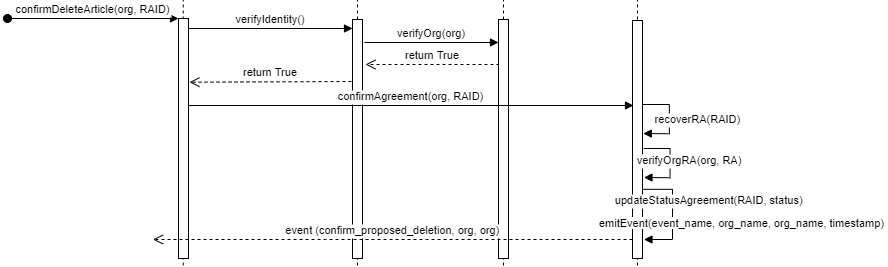 confirmDeleteArticle(org, RAID)
verifyIdentity()
verifyOrg(org)
return True
return True
confirmAgreement(org, RAID)
recoverRA(RAID)
verifyOrgRA(org, RA)
updateStatusAgreement(RAID, status)
emitEvent(event_name, org_name, org_name, timestamp)
event (confirm_proposed_deletion, org, org)